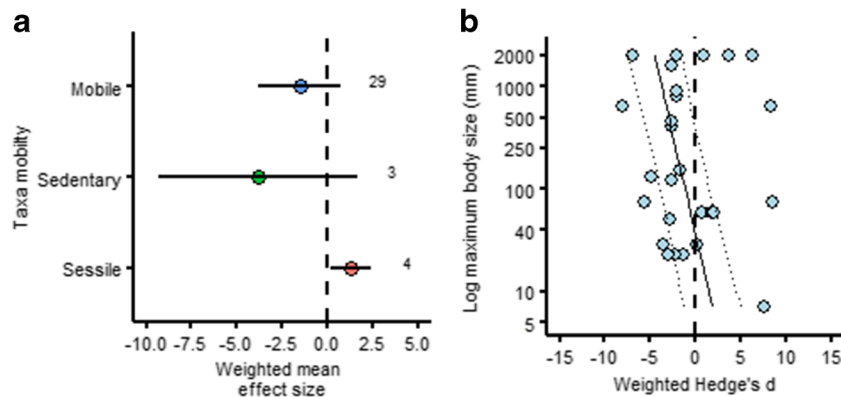 a
Taxa mobilty
Mobile
Sedentary
Sessile
29
3
4
-10.0 -7.5 -5.0 -2.5 0.0 2.5 5.0
Weighted mean
effect size
b
Log maximum body size (mm)
2000
1000
500
250
100
40
10
5
-15 -10 -5 0 5 10 15
Weighted Hedge's d